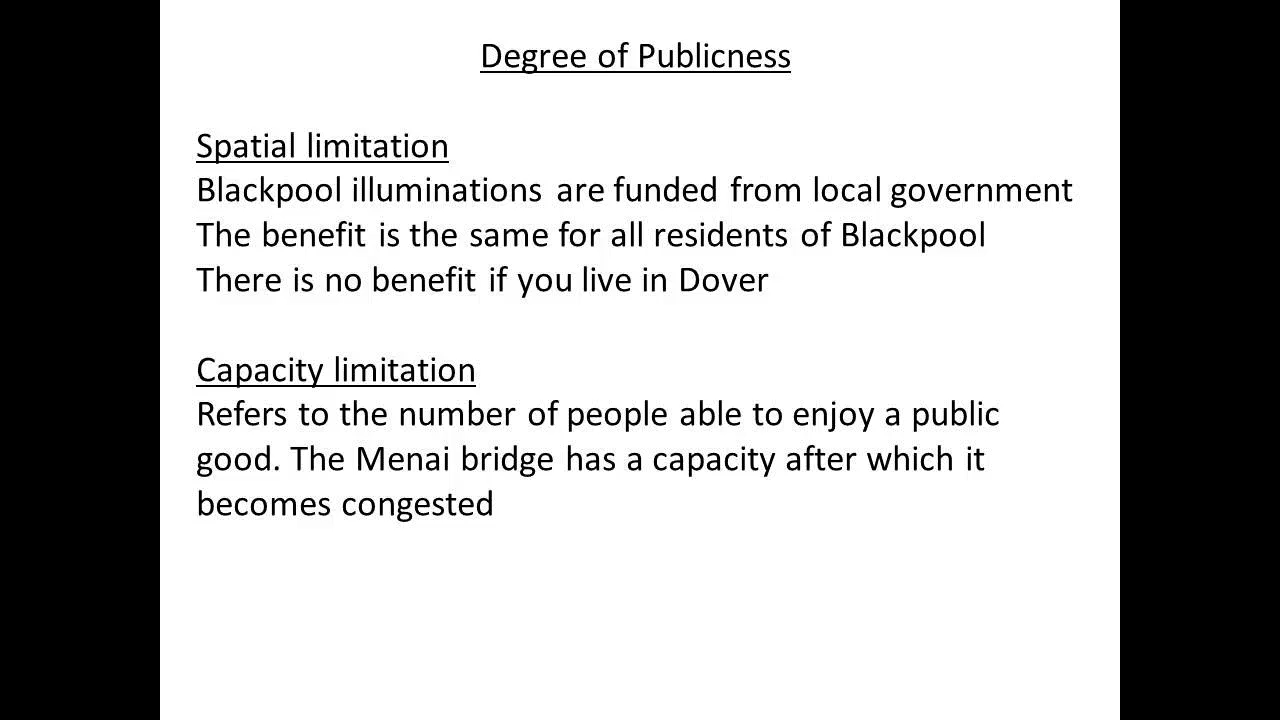 Degree of Publicness
Spatial limitation
Blackpool illuminations are funded from local government
The benefit is the same for all residents of Blackpool
There is no benefit if you live in Dover
Capacity limitation
Refers to the number of people able to enjoy a public
good. The Menai bridge has a capacity after which it
becomes congested